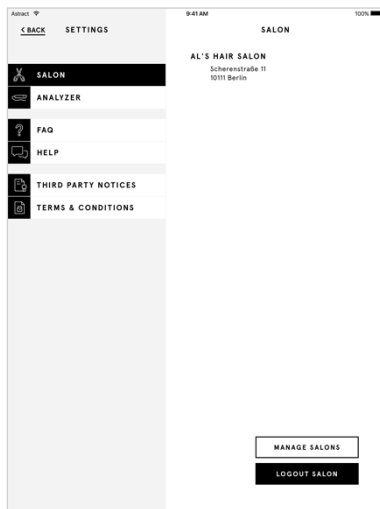 Astract 9:41 AM 100%
< BACK SETTINGS SALON
AL'S HAIR SALON
Scherenstraße 11
10111 Berlin
SALON
ANALYZER
FAQ
HELP
THIRD PARTY NOTICES
TERMS & CONDITIONS
MANAGE SALONS
LOGOUT SALON